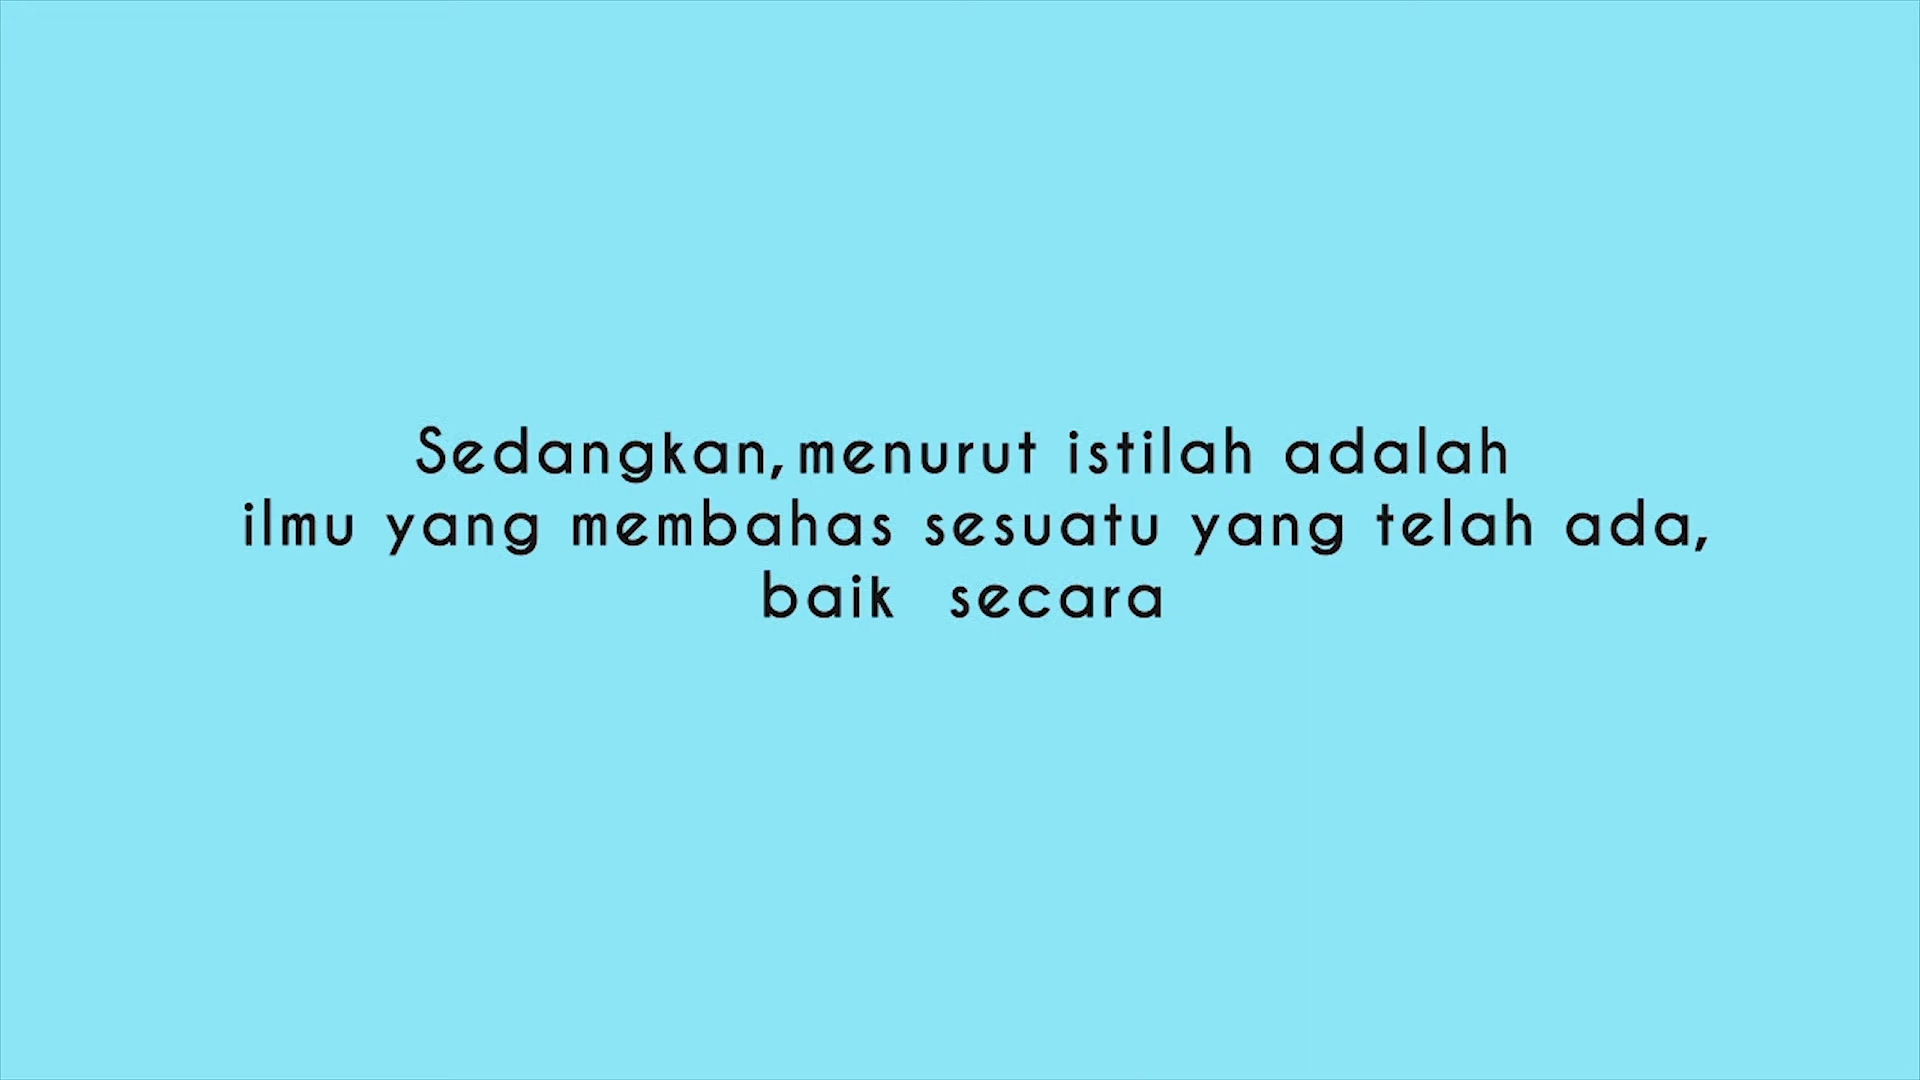 Sedangkan, menurut istilah adalah
ilmu yang membahas sesuatu yang telah ada,
baik secara